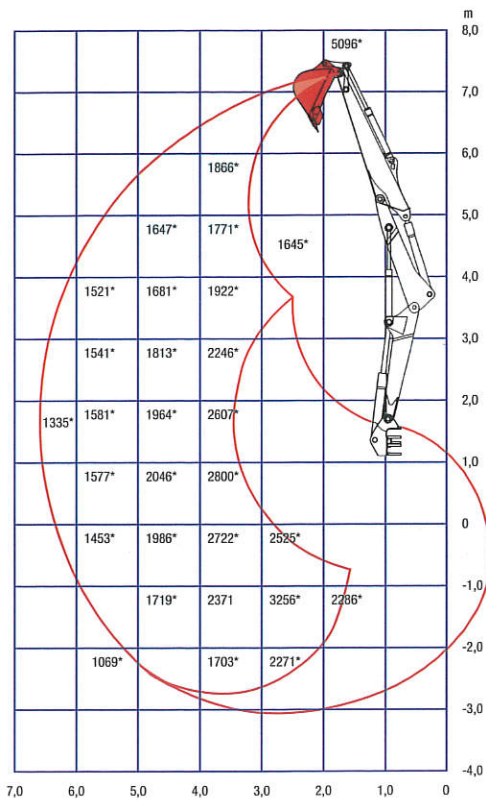 m
8,0
5096*
7,0
1866*
6,0
1647* 1771* 1645*
5,0
1521* 1681* 1922*
4,0
1541* 1813* 2246*
3,0
1335* 1581* 1964* 2607*
2,0
1577* 2046* 2800*
1,0
1453* 1986* 2722* 2525*
0
1719* 2371 3256* 2286*
-1,0
1069* 1703* 2271*
-2,0
-3,0
-4,0
7,0 6,0 5,0 4,0 3,0 2,0 1,0 0